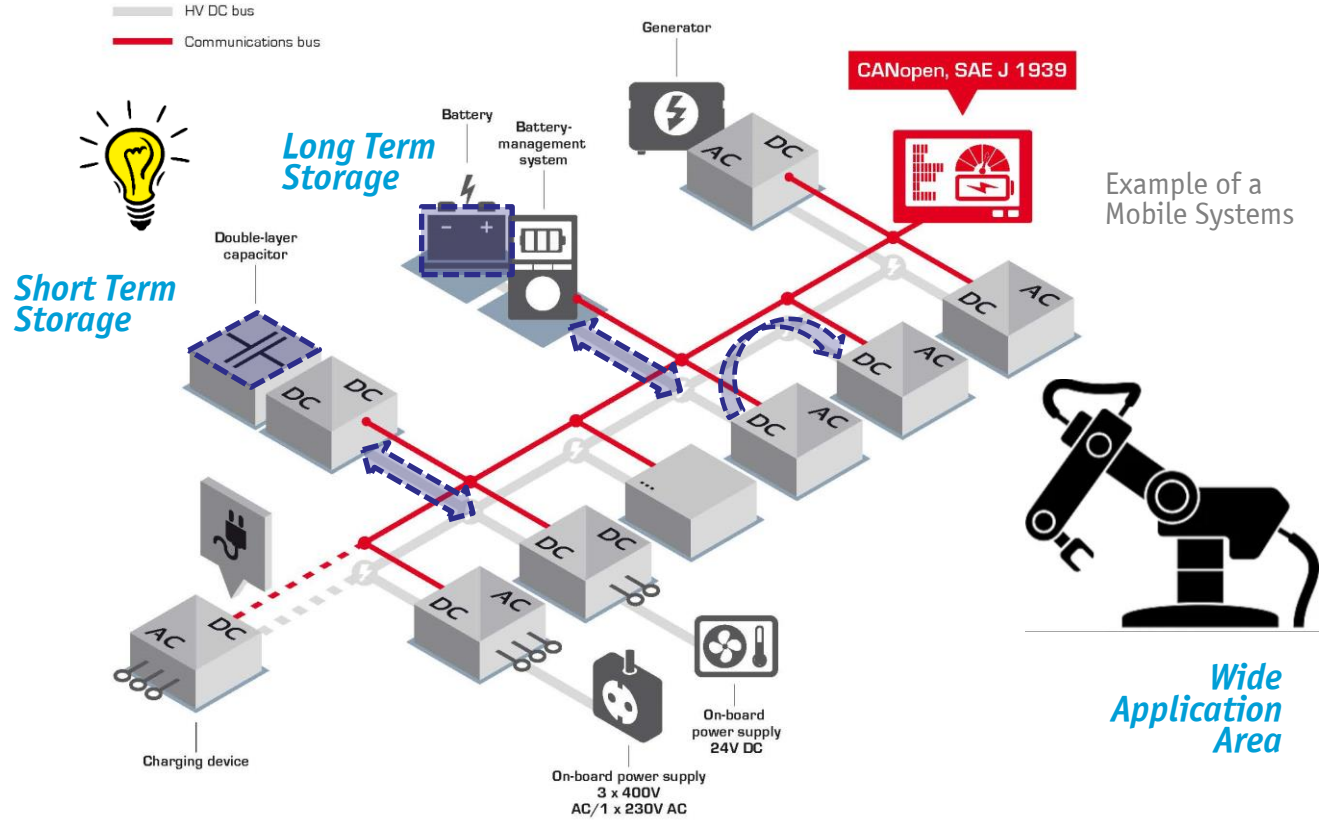 HV DC bus
Communications bus
Generator
CANopen, SAE J 1939
Battery
Battery-
management
system
Long Term
Storage
AC
DC
Example of a
Mobile Systems
Double-layer
capacitor
Short Term
Storage
DC
AC
DC
AC
DC
DC
DC
AC
...
DC
DC
AC
DC
DC
AC
Charging device
On-board
power supply
24V DC
On-board power supply
3 x 400V
AC/1 x 230V AC
Wide
Application
Area